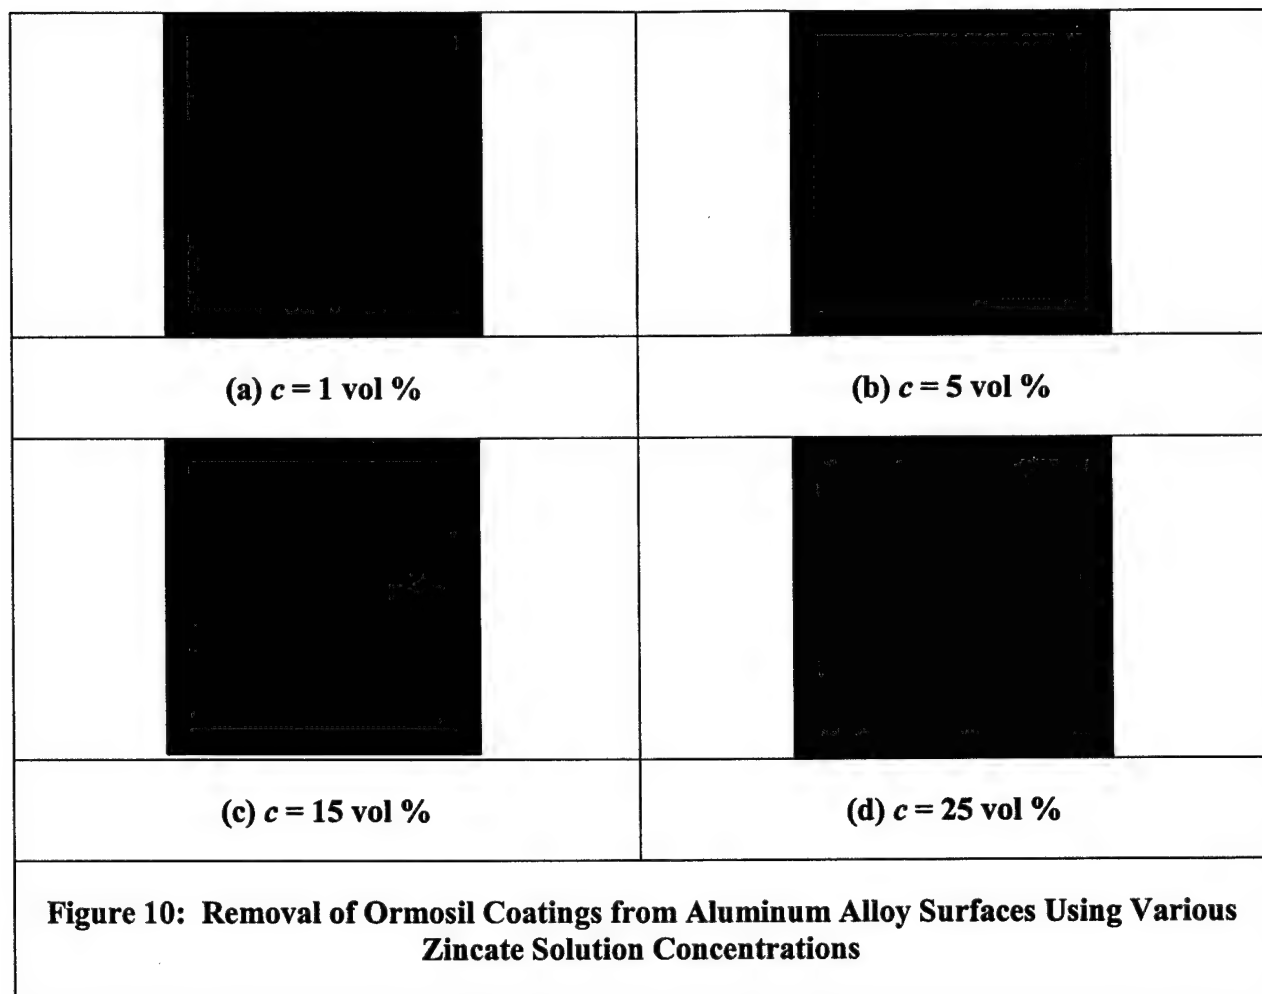 (a) c = 1 vol %
(b) c = 5 vol %
(c) c = 15 vol %
(d) c = 25 vol %
Figure 10: Removal of Ormosil Coatings from Aluminum Alloy Surfaces Using Various
Zincate Solution Concentrations